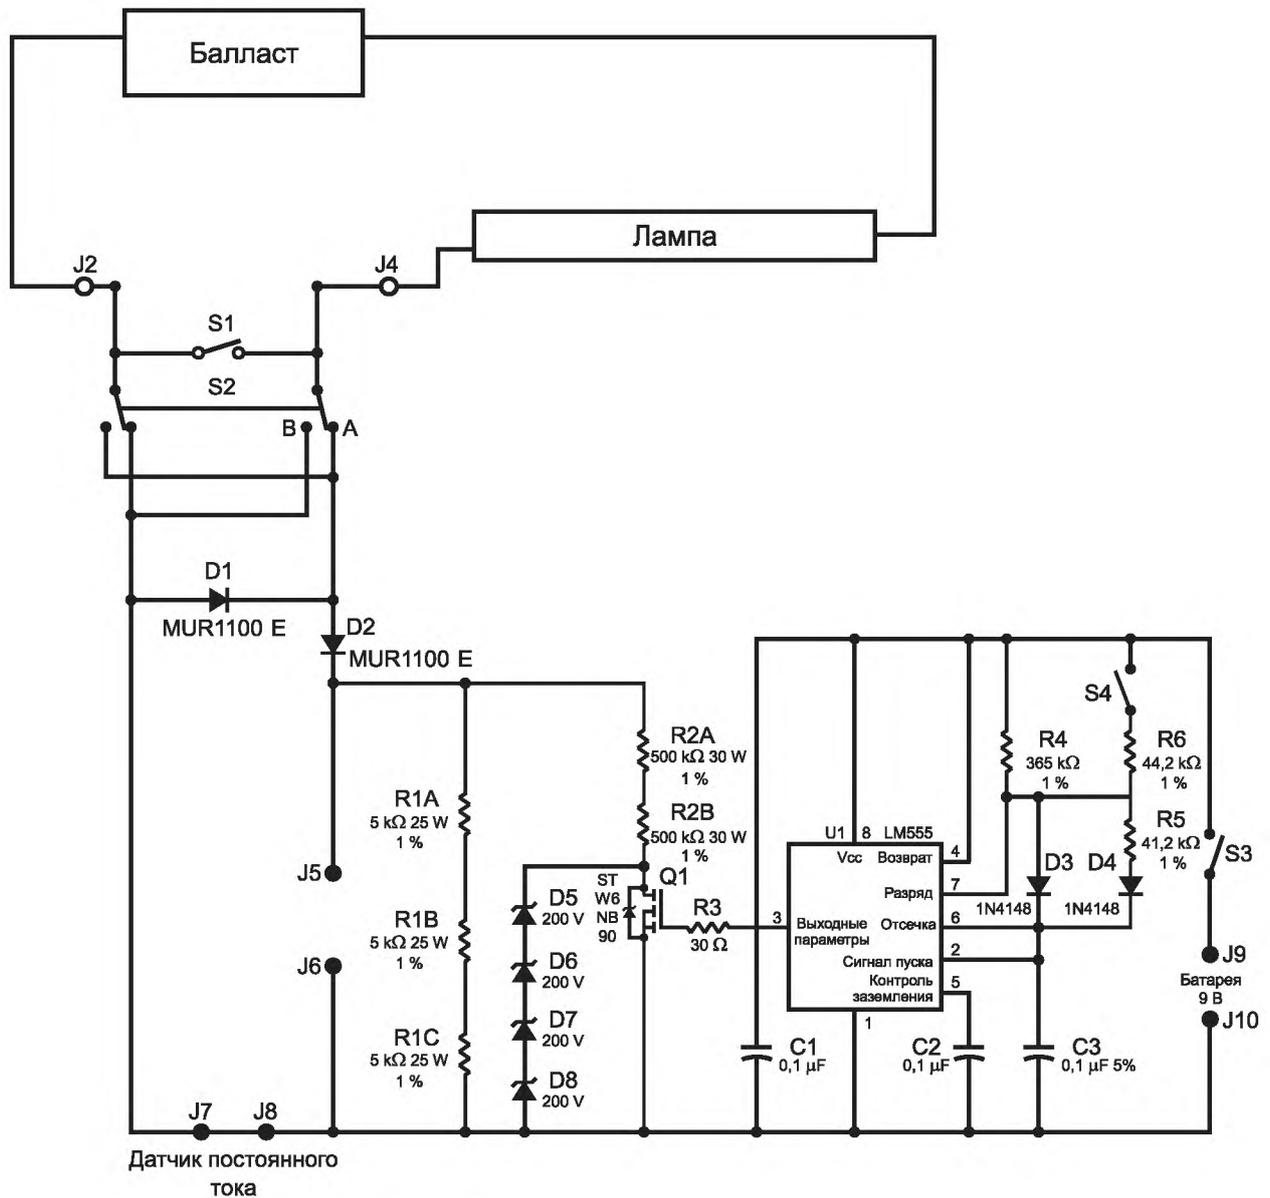 Балласт
Лампа
J2
J4
S1
S2
B
A
D1
MUR1100 E
D2
MUR1100 E
J5
J6
R1A
5 kΩ 25 W
1 %
R1B
5 kΩ 25 W
1 %
R1C
5 kΩ 25 W
1 %
R2A
500 kΩ 30 W
1 %
R2B
500 kΩ 30 W
1 %
D5
200 V
D6
200 V
D7
200 V
D8
200 V
ST
W6
NB
90
Q1
R3
30 Ω
U1
8
LM555
Vcc
Возврат
4
Разряд
7
3
Выходные
параметры
Отсечка
6
Сигнал пуска
2
Контроль
заземления
5
1
C1
0,1 µF
C2
0,1 µF
C3
0,1 µF 5%
R4
365 kΩ
1 %
S4
R6
44,2 kΩ
1 %
R5
41,2 kΩ
1 %
D3
1N4148
D4
1N4148
S3
J9
Батарея
9 В
J10
J7
J8
Датчик постоянного
тока